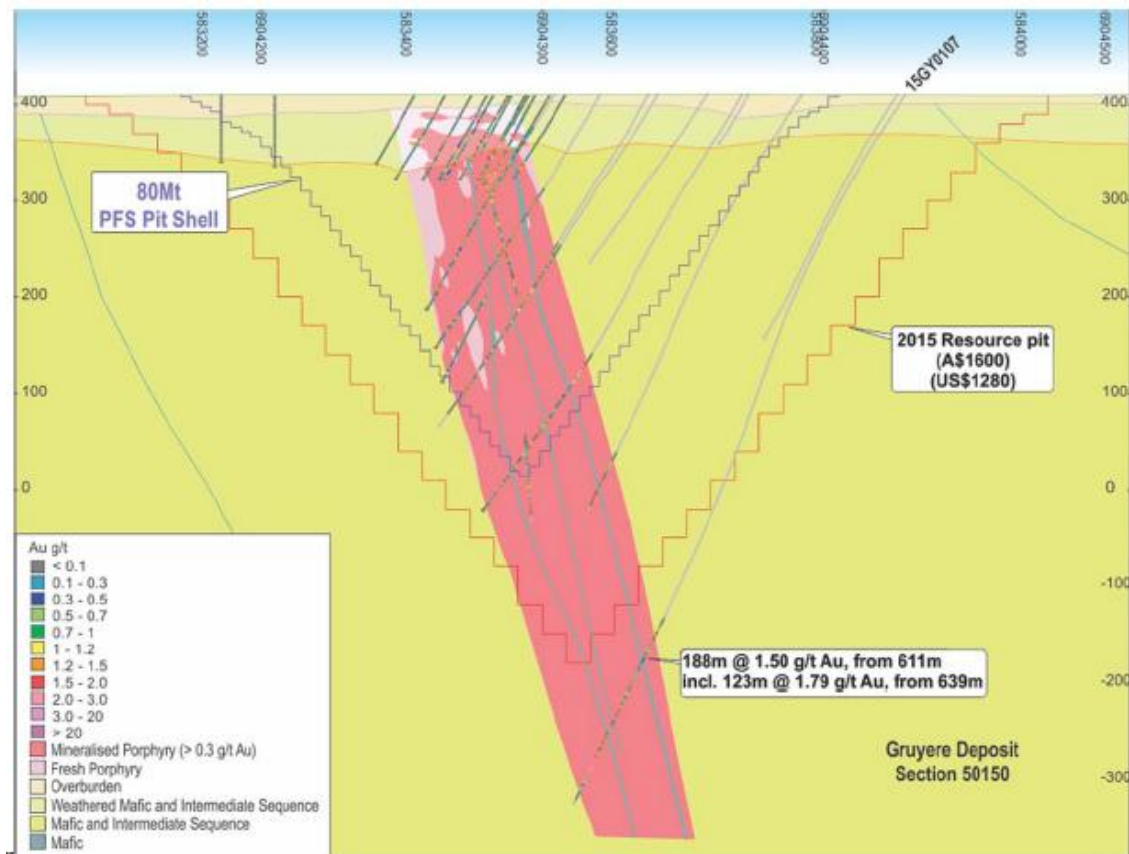 583200
6904200
583400
6904300
583600
584000
6904500
15GY0107
400
400
80Mt
PFS Pit Shell
300
300
200
200
2015 Resource pit
(A$1600)
(US$1280)
100
100
0
0
-100
188m @ 1.50 g/t Au, from 611m
incl. 123m @ 1.79 g/t Au, from 639m
-200
Gruyere Deposit
Section 50150
-300
Au g/t
< 0.1
0.1 - 0.3
0.3 - 0.5
0.5 - 0.7
0.7 - 1
1 - 1.2
1.2 - 1.5
1.5 - 2.0
2.0 - 3.0
3.0 - 20
> 20
Mineralised Porphyry (> 0.3 g/t Au)
Fresh Porphyry
Overburden
Weathered Mafic and Intermediate Sequence
Mafic and Intermediate Sequence
Mafic